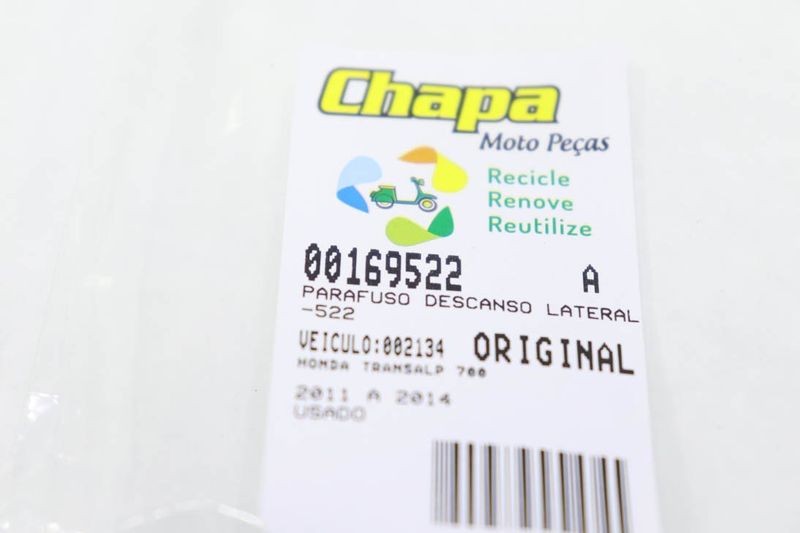 Chapa
Moto Peças
Recicle
Renove
Reutilize
00169522 A
PARAFUSO DESCANSO LATERAL
-522
VEICULO:002134 ORIGINAL
HONDA TRANSALP 700
2011 A 2014
USADO